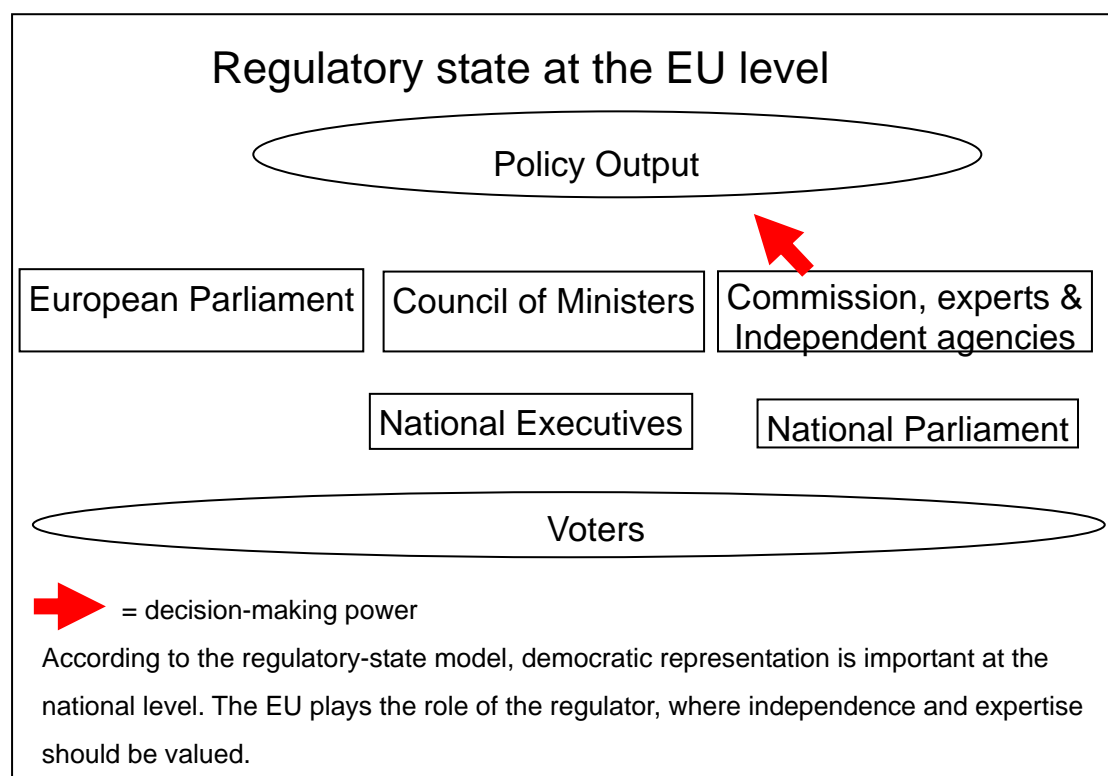 Regulatory state at the EU level
Policy Output
European Parliament
Council of Ministers
Commission, experts &
Independent agencies
National Executives
National Parliament
Voters
= decision-making power
According to the regulatory-state model, democratic representation is important at the
national level. The EU plays the role of the regulator, where independence and expertise
should be valued.